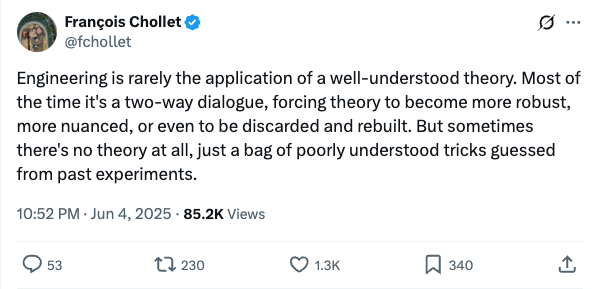 François Chollet
@fchollet
Engineering is rarely the application of a well-understood theory. Most of
the time it's a two-way dialogue, forcing theory to become more robust,
more nuanced, or even to be discarded and rebuilt. But sometimes
there's no theory at all, just a bag of poorly understood tricks guessed
from past experiments.
10:52 PM · Jun 4, 2025 · 85.2K Views
53 230 1.3K 340